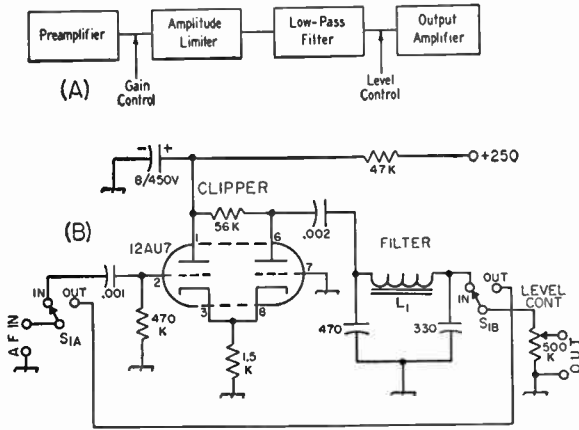 Preamplifier
Amplitude
Limiter
Low-Pass
Filter
Output
Amplifier
(A)
Gain
Control
Level
Control
- +
8/450V
47K
+250
CLIPPER
(B)
12AU7
1
56K
6
.002
FILTER
2
7
.001
IN
OUT
A F IN
S1A
470
K
3
8
1.5
K
470
L1
330
IN
OUT
S1B
LEVEL
CONT
500
K
OUT